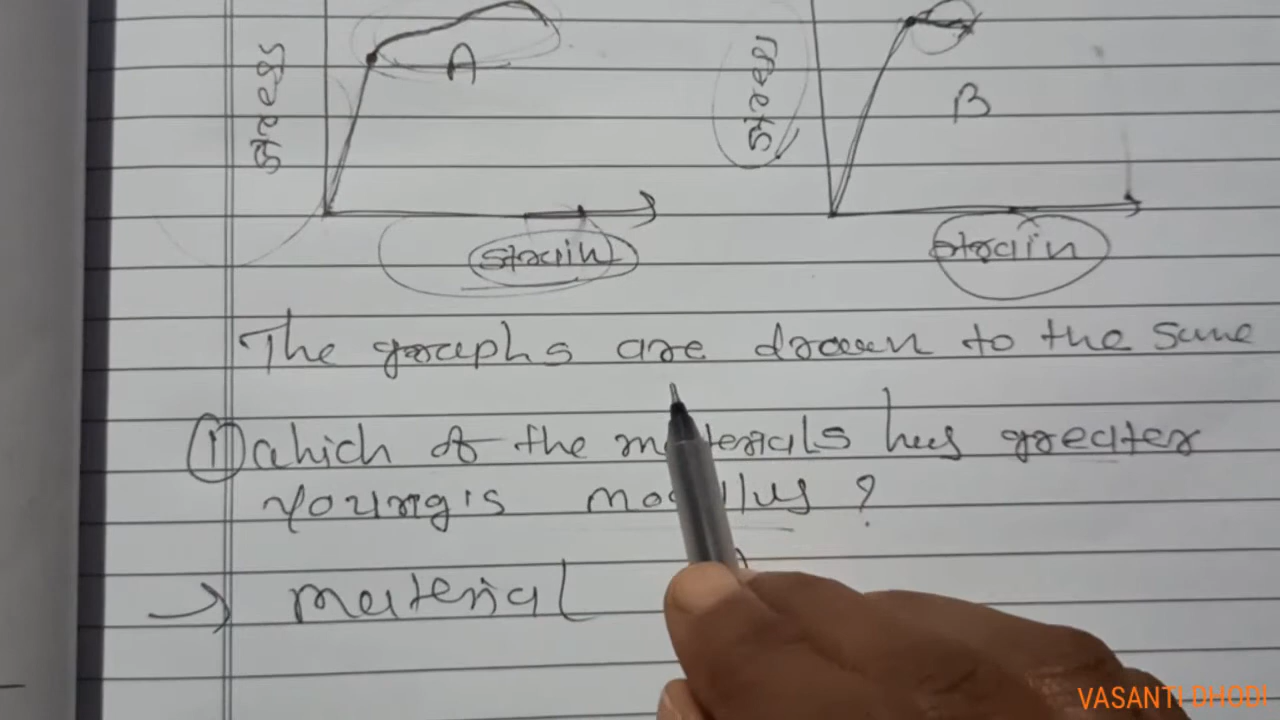 stress
A
strain
stress
B
strain
The graphs are drawn to the same
① which of the materials has greater
young's modulus ?
→ material
VASANTI DHODI